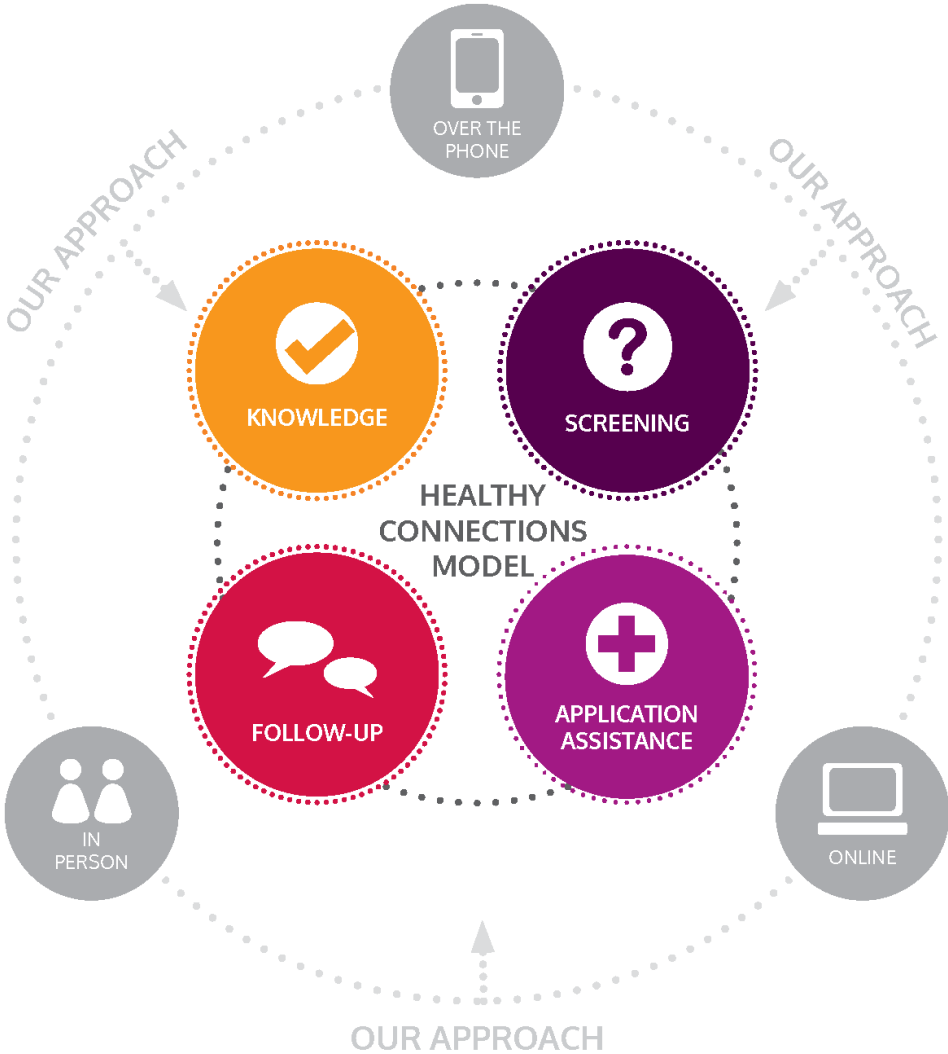 OVER THE
PHONE
OUR APPROACH
OUR APPROACH
KNOWLEDGE
SCREENING
HEALTHY
CONNECTIONS
MODEL
FOLLOW-UP
APPLICATION
ASSISTANCE
IN
PERSON
ONLINE
OUR APPROACH